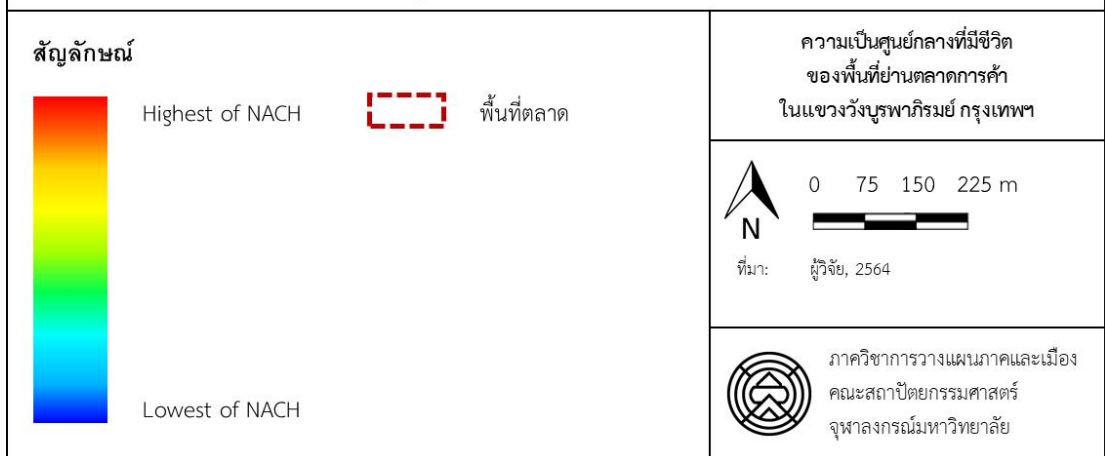 สัญลักษณ์
Highest of NACH
พื้นที่ตลาด
Lowest of NACH
ความเป็นศูนย์กลางที่มีชีวิต
ของพื้นที่ย่านตลาดการค้า
ในแขวงวังบูรพาภิรมย์ กรุงเทพฯ
0 75 150 225 m
N
ที่มา: ผู้วิจัย, 2564
ภาควิชาการวางแผนภาคและเมือง
คณะสถาปัตยกรรมศาสตร์
จุฬาลงกรณ์มหาวิทยาลัย